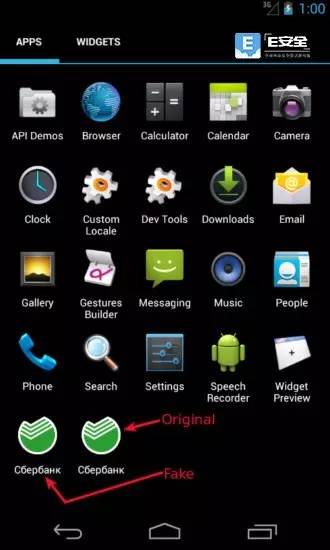 3G 1:00
APPS WIDGETS E安全
API Demos Browser Calculator Calendar Camera
Clock Custom Locale Dev Tools Downloads Email
Gallery Gestures Builder Messaging Music People
Phone Search Settings Speech Recorder Widget Preview
Original
Сбербанк Сбербанк
Fake